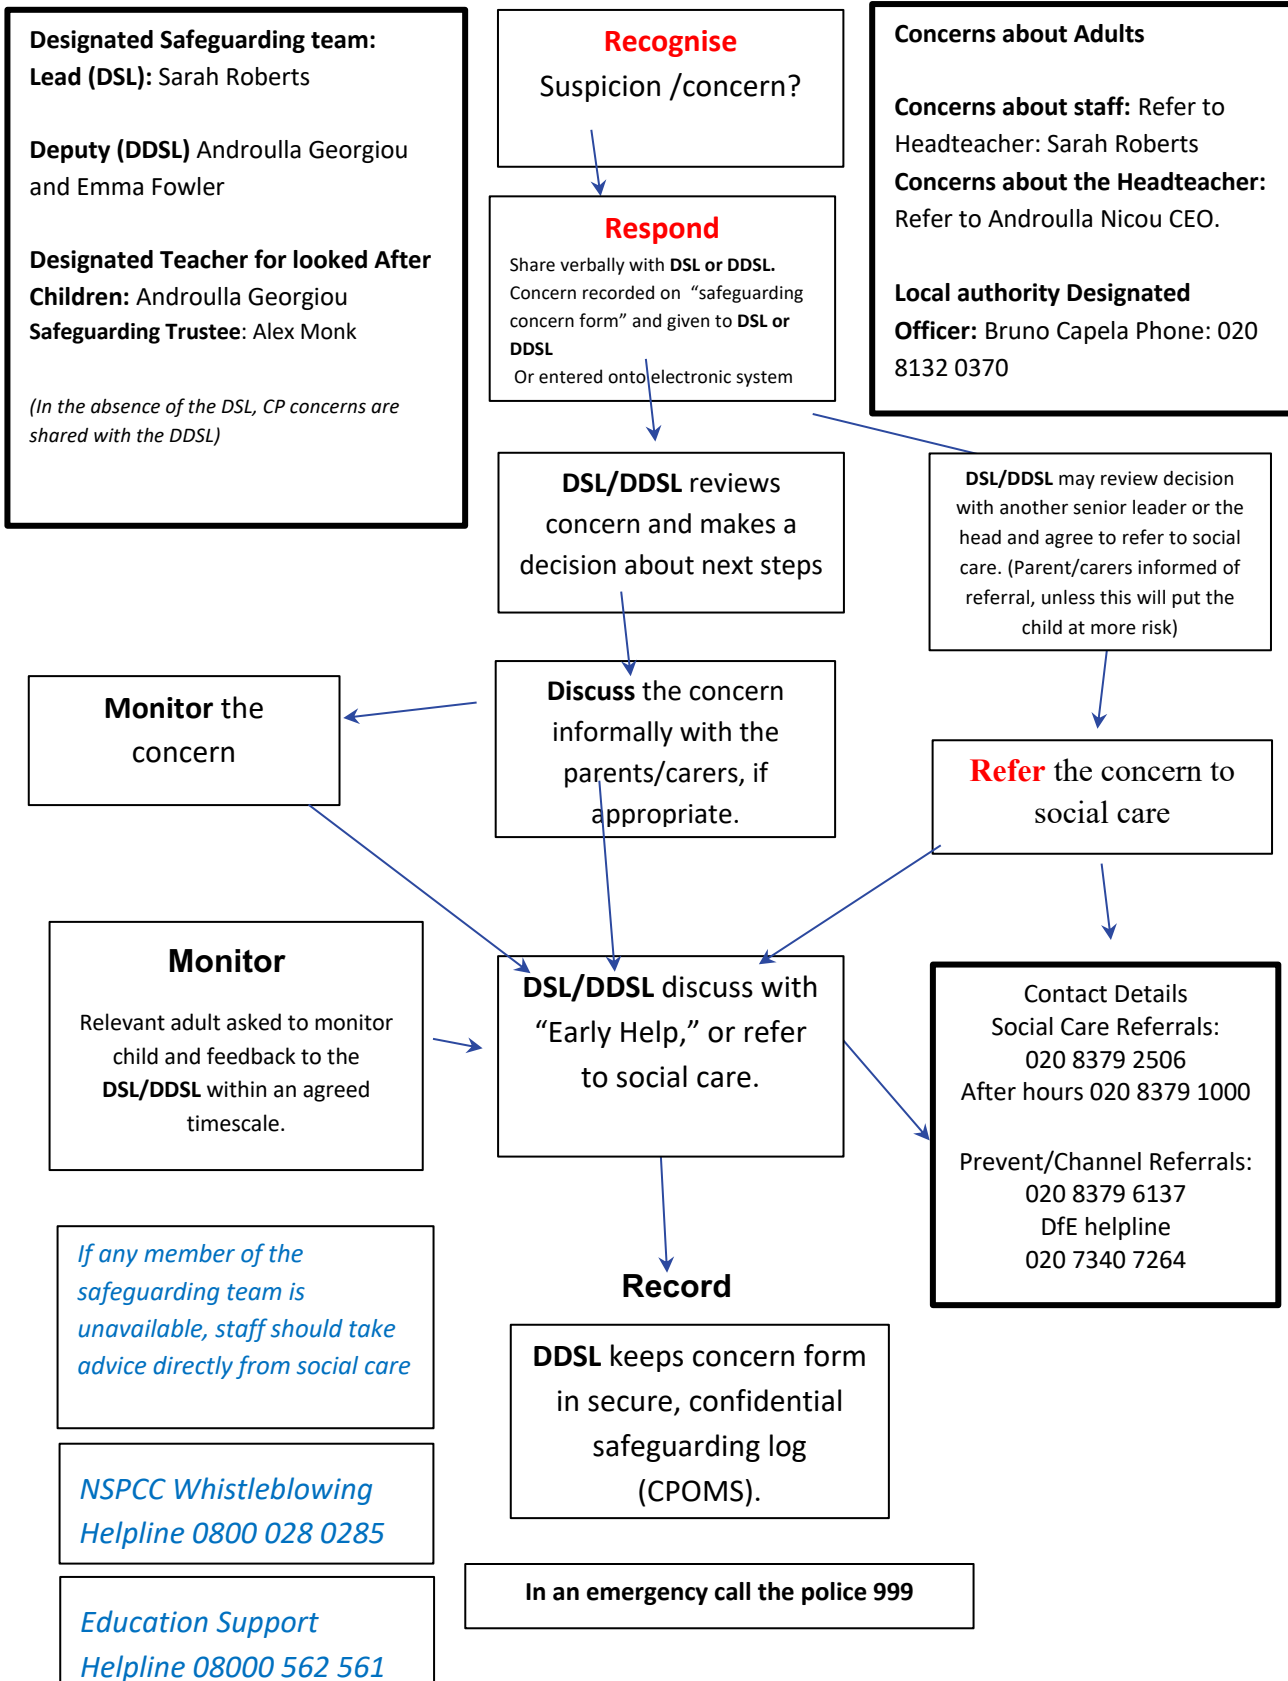 Designated Safeguarding team:
Lead (DSL): Sarah Roberts
Deputy (DDSL) Androulla Georgiou
and Emma Fowler
Designated Teacher for looked After
Children: Androulla Georgiou
Safeguarding Trustee: Alex Monk
(In the absence of the DSL, CP concerns are
shared with the DDSL)
Recognise
Suspicion /concern?
Concerns about Adults
Concerns about staff: Refer to
Headteacher: Sarah Roberts
Concerns about the Headteacher:
Refer to Androulla Nicou CEO.
Local authority Designated
Officer: Bruno Capela Phone: 020
8132 0370
Respond
Share verbally with DSL or DDSL.
Concern recorded on "safeguarding
concern form" and given to DSL or
DDSL
Or entered onto electronic system
DSL/DDSL reviews
concern and makes a
decision about next steps
DSL/DDSL may review decision
with another senior leader or the
head and agree to refer to social
care. (Parent/carers informed of
referral, unless this will put the
child at more risk)
Monitor the
concern
Discuss the concern
informally with the
parents/carers, if
appropriate.
Refer the concern to
social care
Monitor
Relevant adult asked to monitor
child and feedback to the
DSL/DDSL within an agreed
timescale.
DSL/DDSL discuss with
“Early Help,” or refer
to social care.
Contact Details
Social Care Referrals:
020 8379 2506
After hours 020 8379 1000
Prevent/Channel Referrals:
020 8379 6137
DfE helpline
020 7340 7264
If any member of the
safeguarding team is
unavailable, staff should take
advice directly from social care
Record
DDSL keeps concern form
in secure, confidential
safeguarding log
(CPOMS).
NSPCC Whistleblowing
Helpline 0800 028 0285
In an emergency call the police 999
Education Support
Helpline 08000 562 561